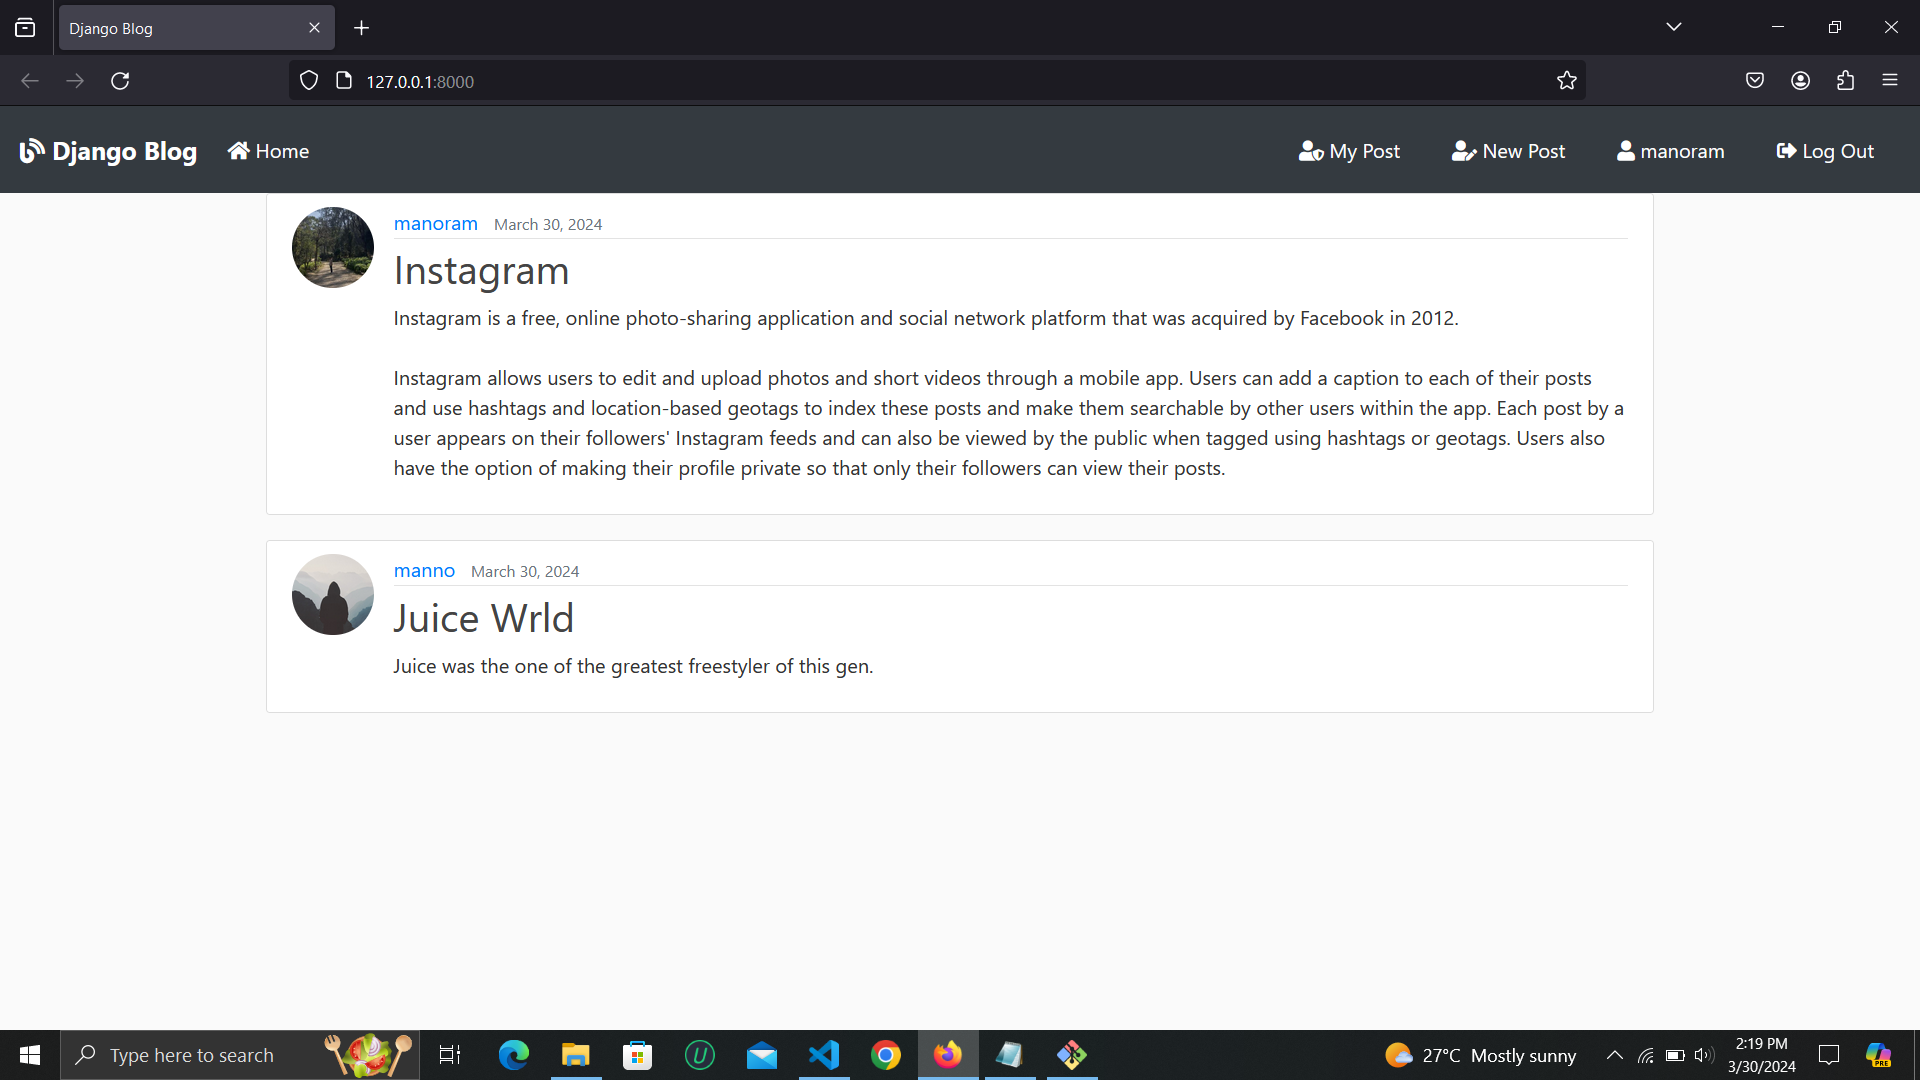 Django Blog
127.0.0.1:8000
Django Blog
Home
My Post
New Post
manoram
Log Out
manoram March 30, 2024
Instagram
Instagram is a free, online photo-sharing application and social network platform that was acquired by Facebook in 2012.
Instagram allows users to edit and upload photos and short videos through a mobile app. Users can add a caption to each of their posts
and use hashtags and location-based geotags to index these posts and make them searchable by other users within the app. Each post by a
user appears on their followers' Instagram feeds and can also be viewed by the public when tagged using hashtags or geotags. Users also
have the option of making their profile private so that only their followers can view their posts.
manno March 30, 2024
Juice Wrld
Juice was the one of the greatest freestyler of this gen.
Type here to search
U
27°C Mostly sunny
2:19 PM
3/30/2024
PRE